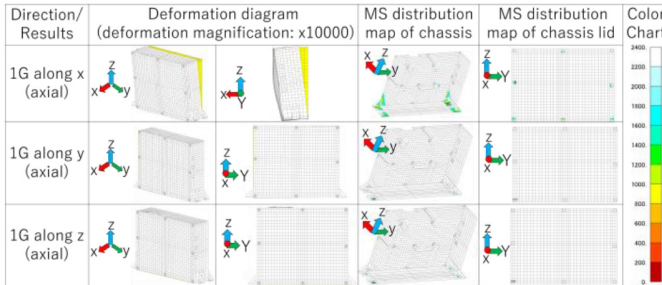 Direction/
Results
Deformation diagram
(deformation magnification: x10000)
MS distribution
map of chassis
MS distribution
map of chassis lid
Color
Chart
1G along x
(axial)
z
x
y
z
x
Y
z
x
y
Z
Y
x
1G along y
(axial)
z
x
y
Z
Y
x
z
x
y
Z
Y
x
1G along z
(axial)
z
x
y
Z
Y
x
z
x
y
Z
Y
x
2400.
2200
2000
1800
1600
1400
1200
1000
800
600
400
200
0.